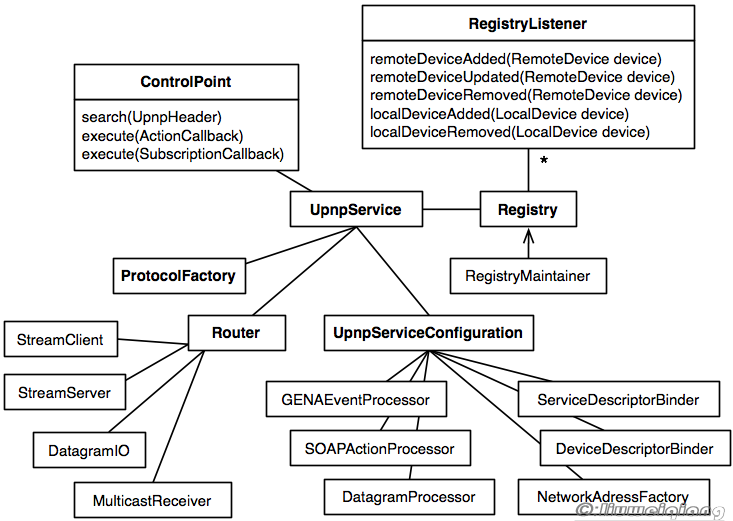 RegistryListener
remoteDeviceAdded(RemoteDevice device)
remoteDeviceUpdated(RemoteDevice device)
remoteDeviceRemoved(RemoteDevice device)
localDeviceAdded(LocalDevice device)
localDeviceRemoved(LocalDevice device)
ControlPoint
search(UpnpHeader)
execute(ActionCallback)
execute(SubscriptionCallback)
*
UpnpService
Registry
ProtocolFactory
RegistryMaintainer
Router
UpnpServiceConfiguration
StreamClient
StreamServer
DatagramIO
MulticastReceiver
GENAEventProcessor
ServiceDescriptorBinder
SOAPActionProcessor
DeviceDescriptorBinder
DatagramProcessor
NetworkAdressFactory